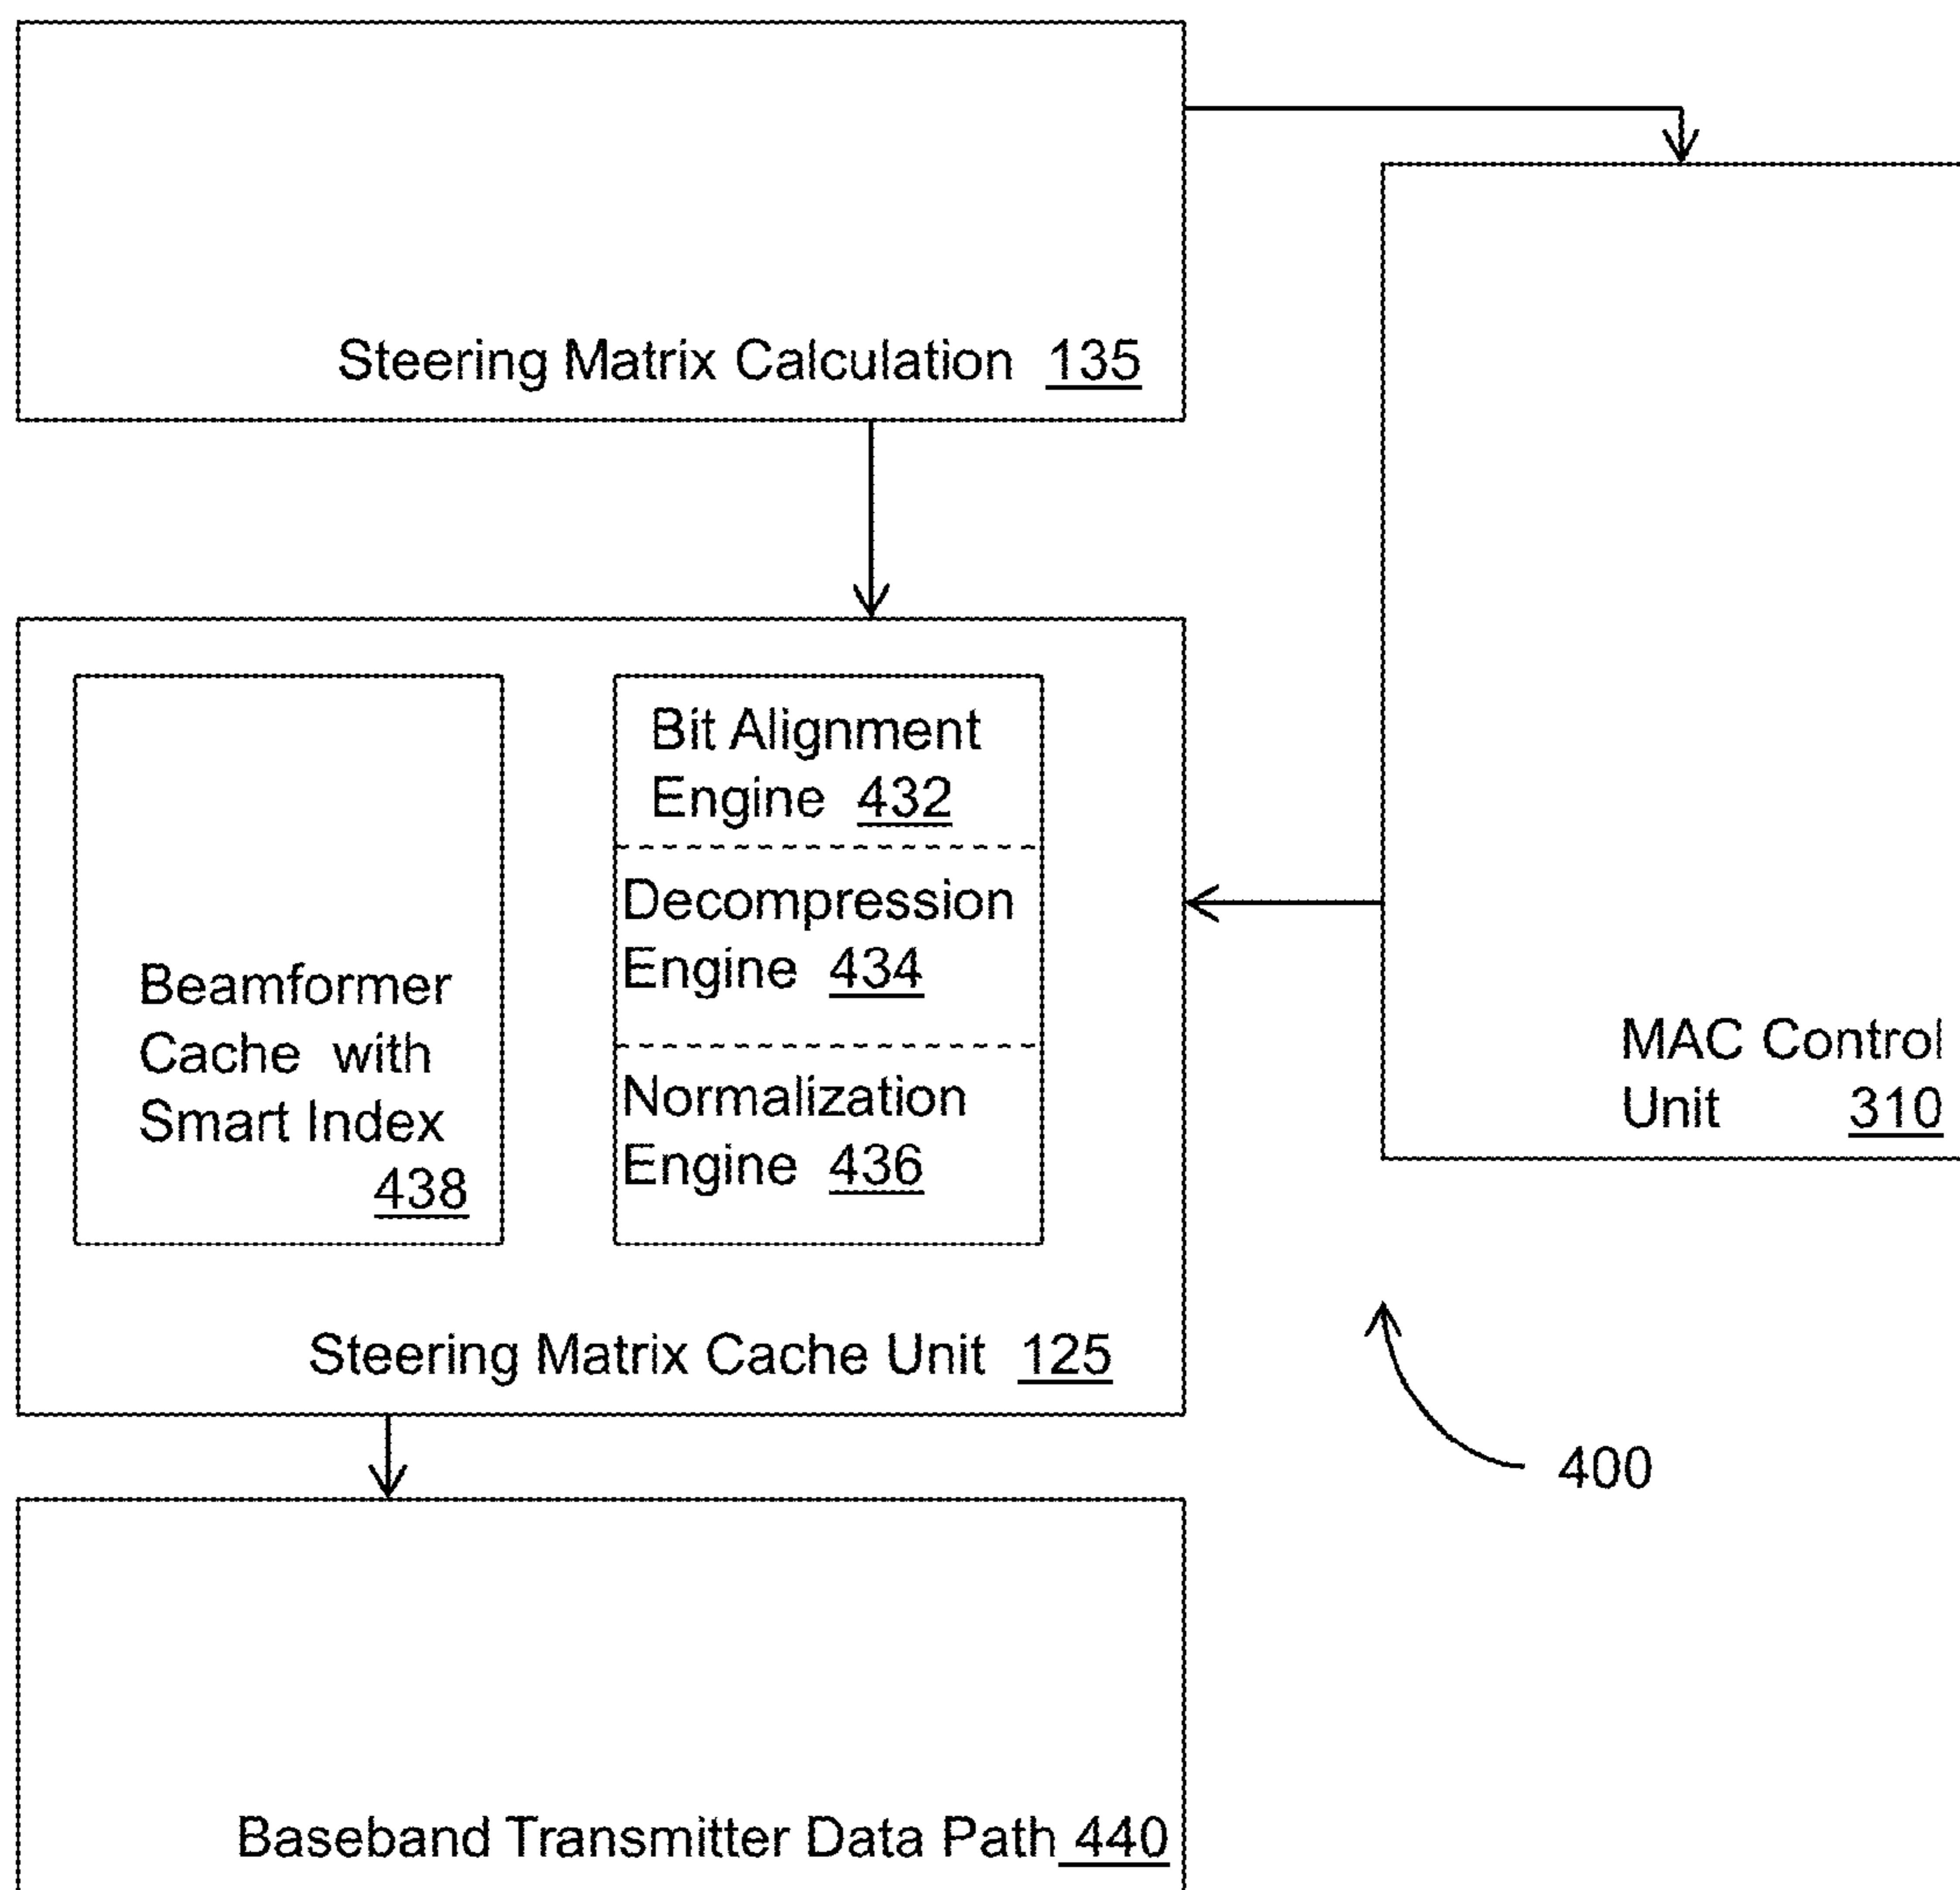 Steering Matrix Calculation 135
Bit Alignment
Engine 432
Decompression
Engine 434
Normalization
Engine 436
Beamformer
Cache with
Smart Index
438
MAC Control
Unit 310
Steering Matrix Cache Unit 125
400
Baseband Transmitter Data Path 440